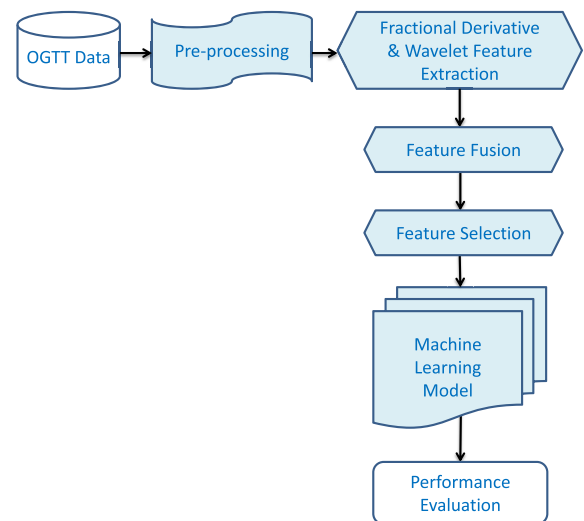 OGTT Data
Pre-processing
Fractional Derivative
& Wavelet Feature
Extraction
Feature Fusion
Feature Selection
Machine
Learning
Model
Performance
Evaluation